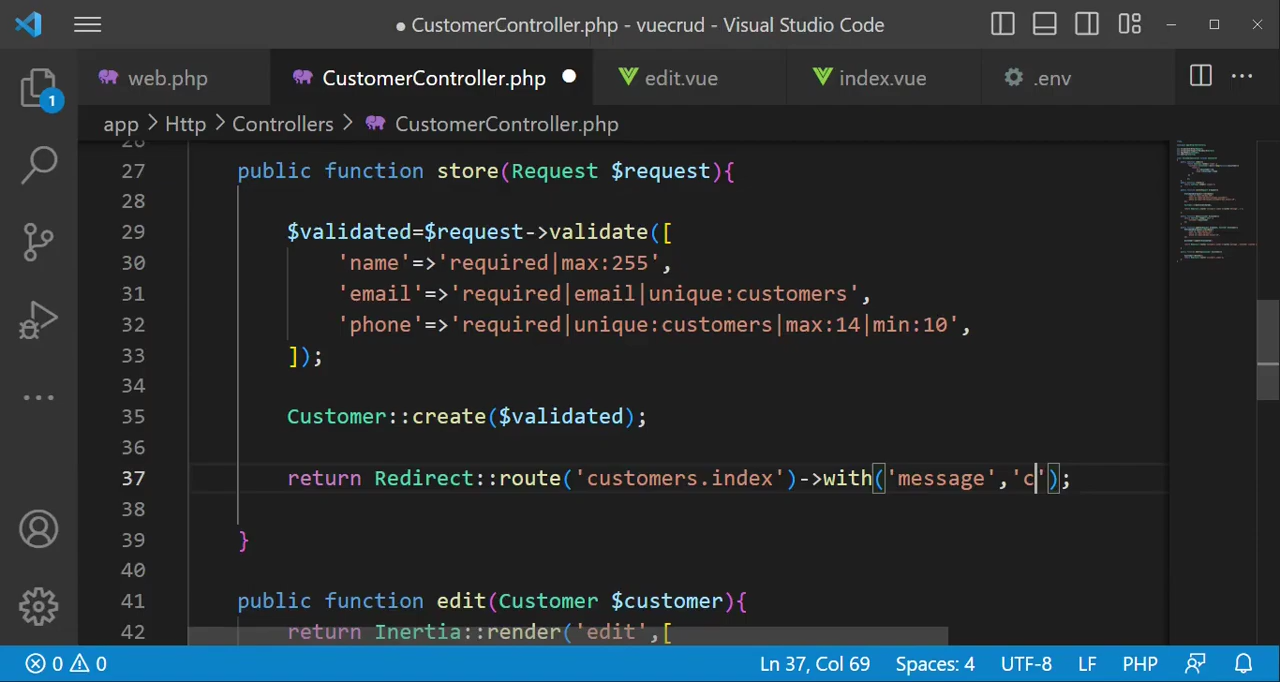 CustomerController.php - vuecrud - Visual Studio Code
web.php CustomerController.php edit.vue index.vue .env
app > Http > Controllers > CustomerController.php
1
26
27 public function store(Request $request){
28
29 $validated=$request->validate([
30 'name'=>'required|max:255',
31 'email'=>'required|email|unique:customers',
32 'phone'=>'required|unique:customers|max:14|min:10',
33 ]);
34
35 Customer::create($validated);
36
37 return Redirect::route('customers.index')->with('message','c');
38
39 }
40
41 public function edit(Customer $customer){
42 return Inertia::render('edit',[
0 0 Ln 37, Col 69 Spaces: 4 UTF-8 LF PHP